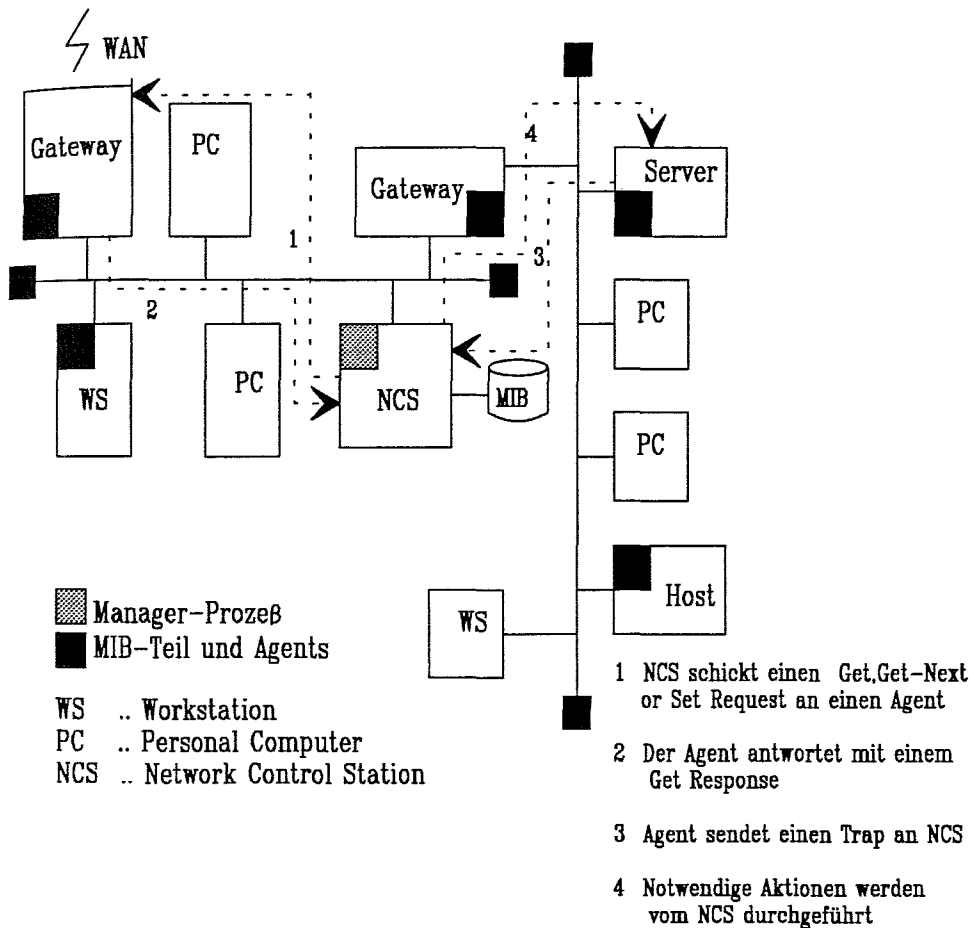 WAN
Gateway
PC
4
Gateway
Server
1
3
2
PC
WS
PC
NCS
MIB
PC
Host
WS
Manager-Prozeß
MIB-Teil und Agents
WS .. Workstation
PC .. Personal Computer
NCS .. Network Control Station
1 NCS schickt einen Get,Get-Next
or Set Request an einen Agent
2 Der Agent antwortet mit einem
Get Response
3 Agent sendet einen Trap an NCS
4 Notwendige Aktionen werden
vom NCS durchgeführt